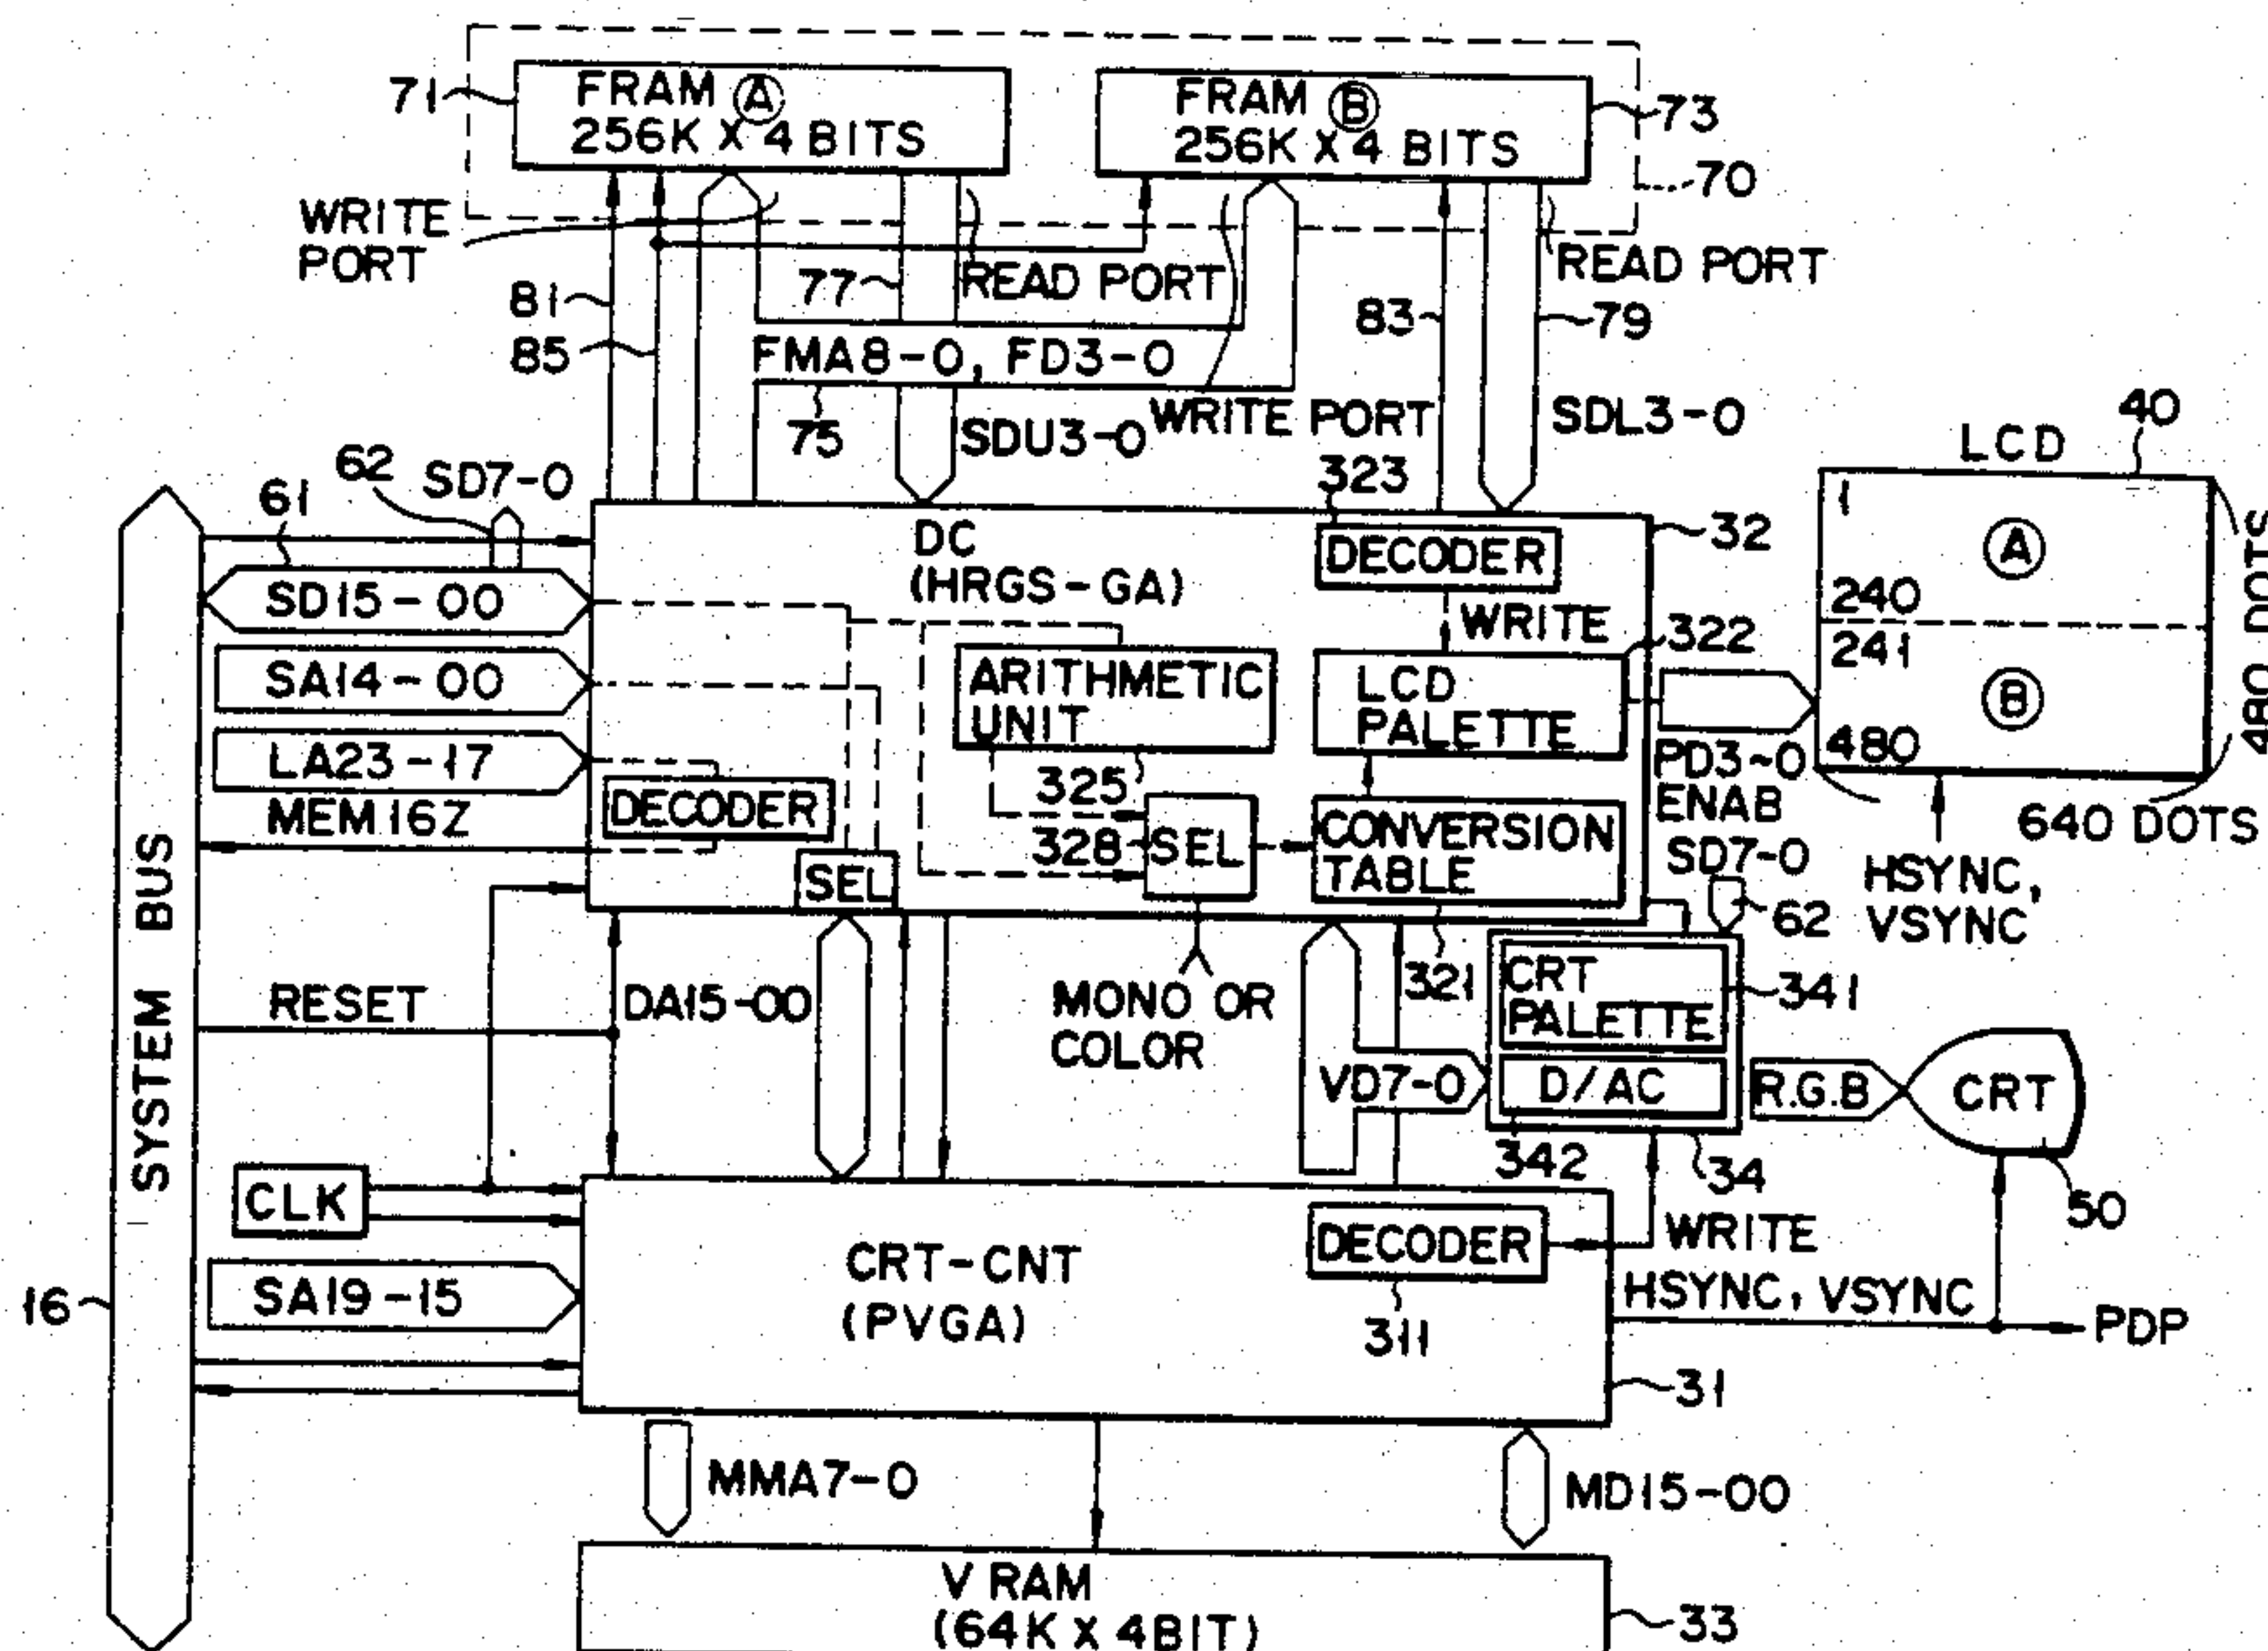 71
FRAM Ⓐ
256K X 4 BITS
FRAM Ⓑ
256K X 4 BITS
73
70
WRITE
PORT
81
85
77
READ PORT
83
READ PORT
79
FMA8-0, FD3-0
75
SDU3-0
WRITE PORT
SDL3-0
62
SD7-0
61
323
LCD
40
DC
(HRGS-GA)
DECODER
32
1
Ⓐ
240
241
Ⓑ
480
480 DOTS
640 DOTS
SD15-00
SA14-00
LA23-17
MEM16Z
DECODER
SEL
ARITHMETIC
UNIT
325
328
SEL
WRITE
322
LCD
PALETTE
CONVERSION
TABLE
PD3~0
ENAB
SD7-0
62
HSYNC,
VSYNC
SYSTEM BUS
RESET
DA15-00
MONO OR
COLOR
321
CRT
PALETTE
341
VD7-0
D/AC
R.G.B
CRT
342
34
50
CLK
SA19-15
16
CRT-CNT
(PVGA)
DECODER
311
WRITE
HSYNC, VSYNC
PDP
31
MMA7-0
MD15-00
V RAM
(64K X 4BIT)
33